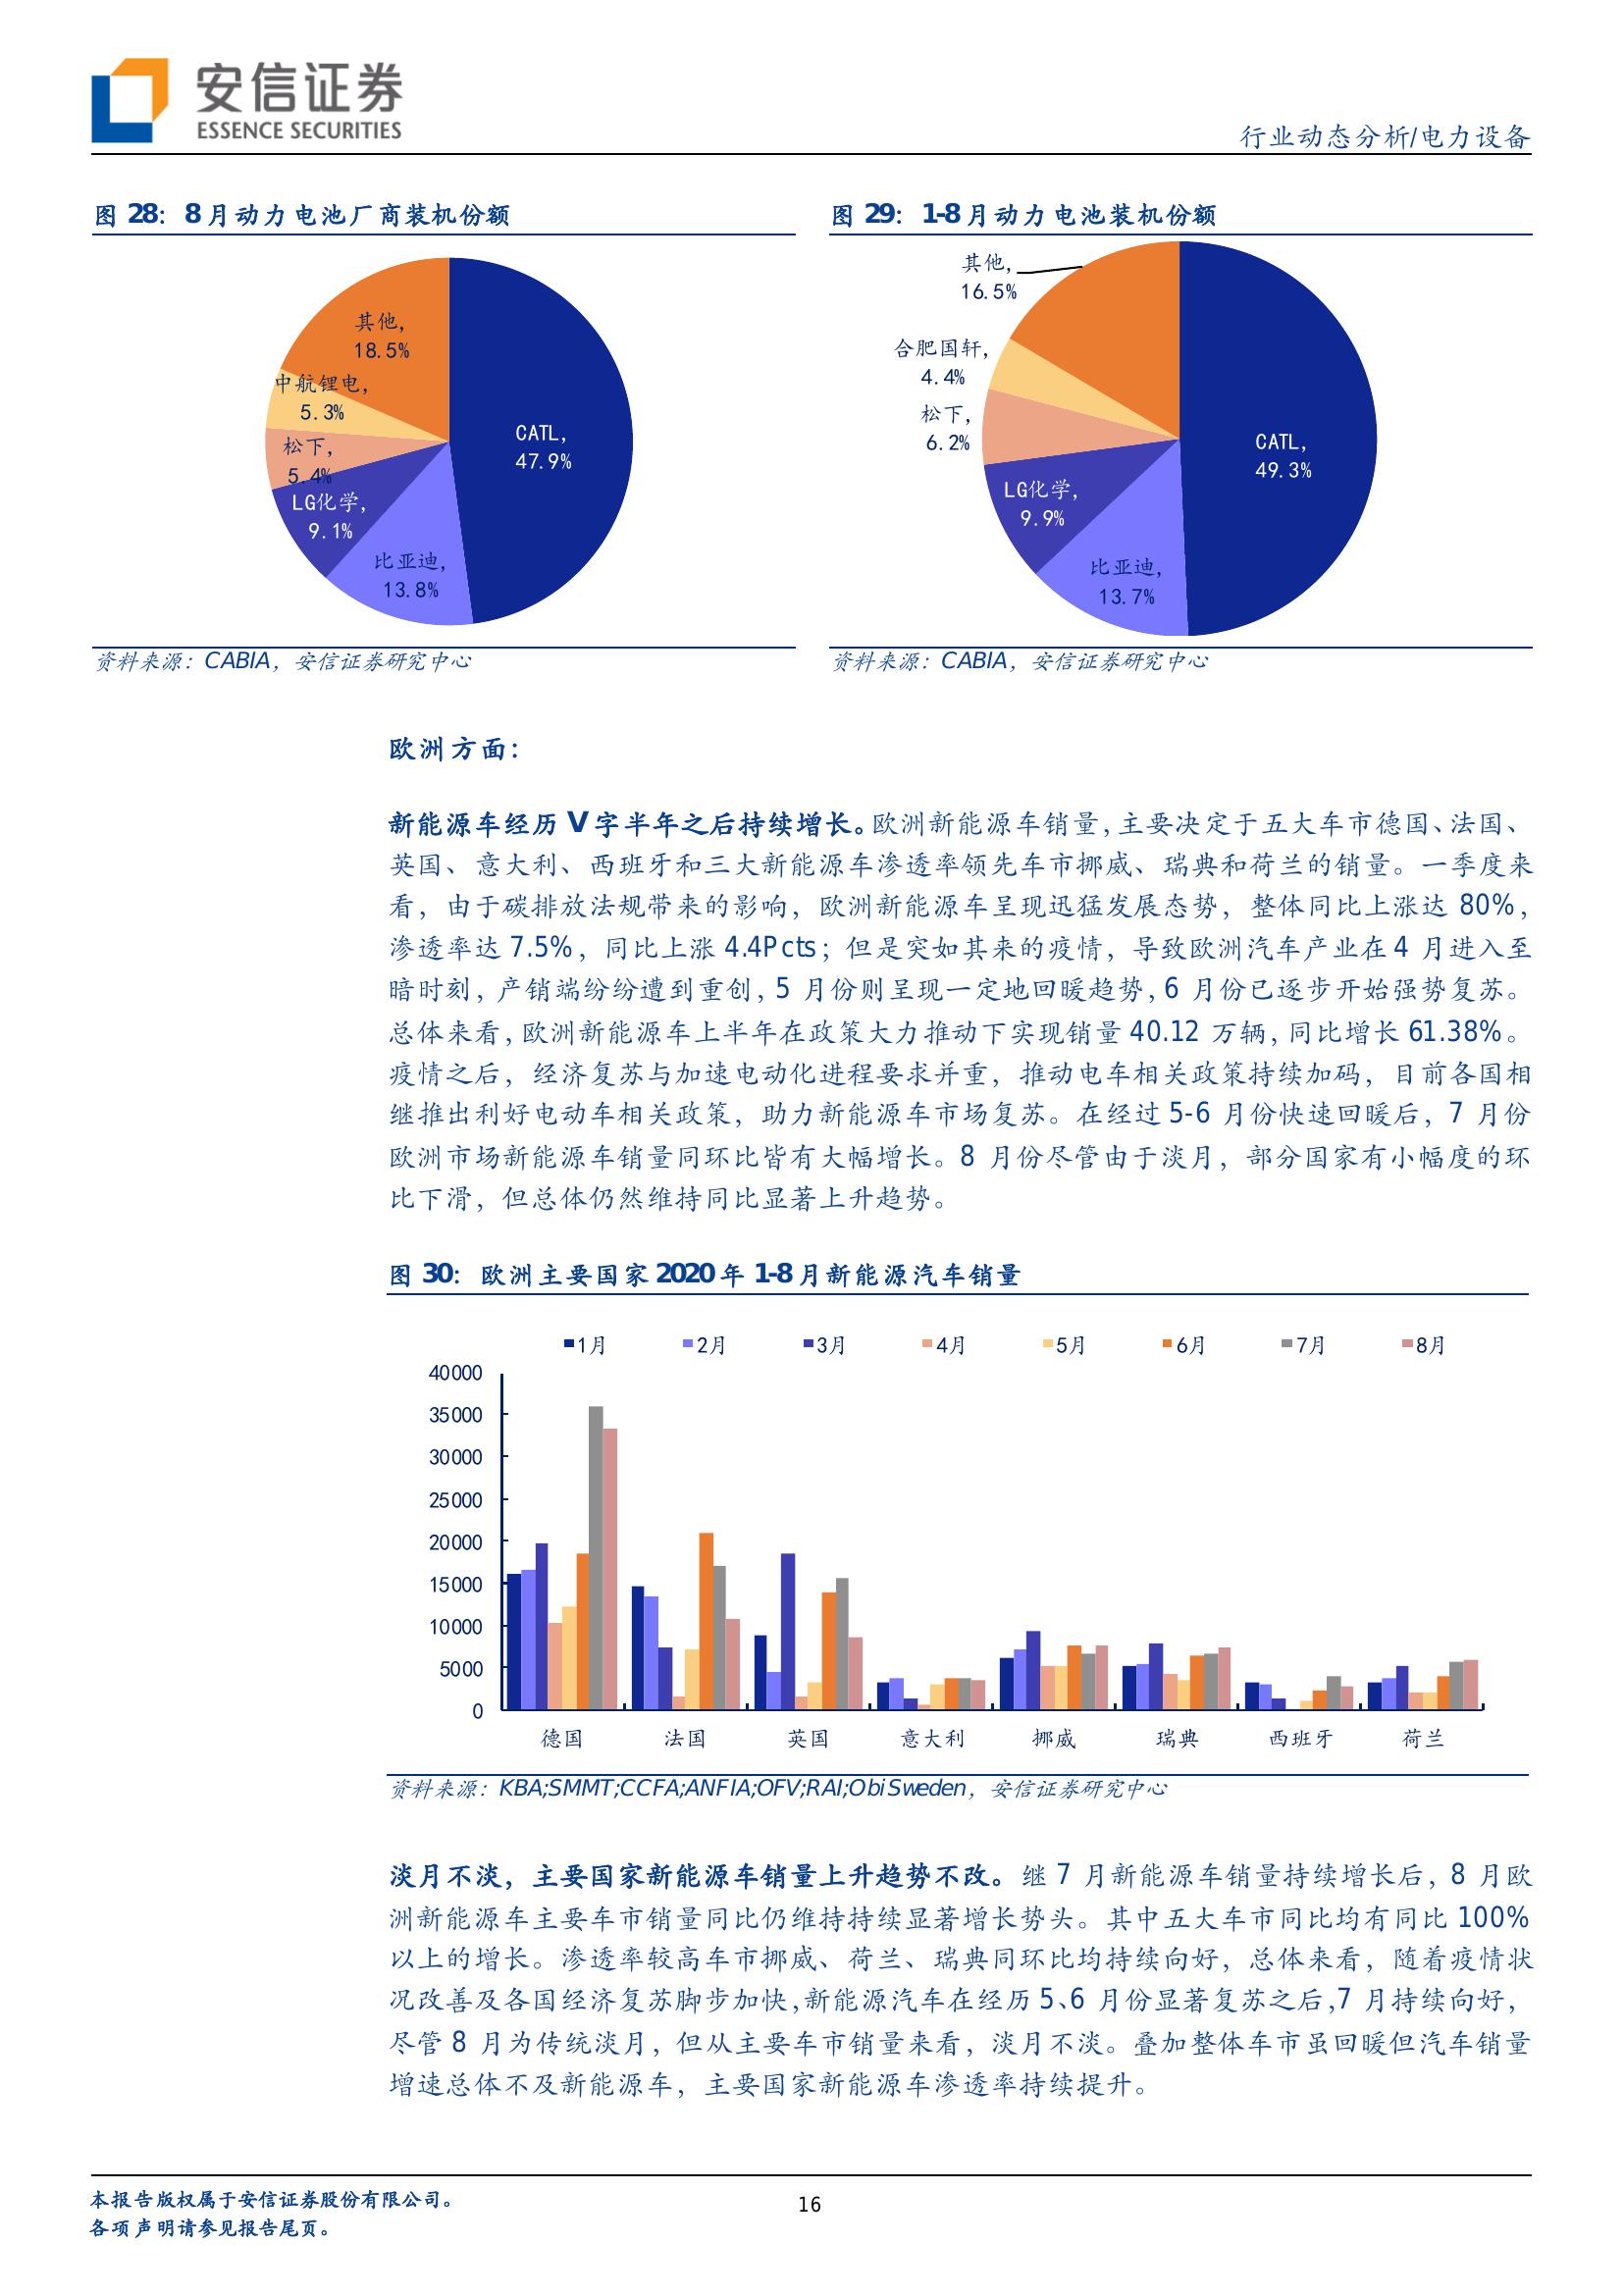 安信证券
ESSENCE SECURITIES
行业动态分析/电力设备
图 28：8 月动力电池厂商装机份额
其他,
18.5%
中航锂电,
5.3%
松下,
5.4%
LG化学,
9.1%
比亚迪,
13.8%
CATL,
47.9%
资料来源：CABIA，安信证券研究中心
图 29：1-8 月动力电池装机份额
其他,
16.5%
合肥国轩,
4.4%
松下,
6.2%
LG化学,
9.9%
比亚迪,
13.7%
CATL,
49.3%
资料来源：CABIA，安信证券研究中心
欧洲方面：
新能源车经历 V 字半年之后持续增长。欧洲新能源车销量，主要决定于五大车市德国、法国、
英国、意大利、西班牙和三大新能源车渗透率领先车市挪威、瑞典和荷兰的销量。一季度来
看，由于碳排放法规带来的影响，欧洲新能源车呈现迅猛发展态势，整体同比上涨达 80%，
渗透率达 7.5%，同比上涨 4.4Pcts；但是突如其来的疫情，导致欧洲汽车产业在 4 月进入至
暗时刻，产销端纷纷遭到重创，5 月份则呈现一定地回暖趋势，6 月份已逐步开始强势复苏。
总体来看，欧洲新能源车上半年在政策大力推动下实现销量 40.12 万辆，同比增长 61.38%。
疫情之后，经济复苏与加速电动化进程要求并重，推动电车相关政策持续加码，目前各国相
继推出利好电动车相关政策，助力新能源车市场复苏。在经过 5-6 月份快速回暖后，7 月份
欧洲市场新能源车销量同环比皆有大幅增长。8 月份尽管由于淡月，部分国家有小幅度的环
比下滑，但总体仍然维持同比显著上升趋势。
图 30：欧洲主要国家 2020 年 1-8 月新能源汽车销量
1月 2月 3月 4月 5月 6月 7月 8月
40000
35000
30000
25000
20000
15000
10000
5000
0
德国 法国 英国 意大利 挪威 瑞典 西班牙 荷兰
资料来源：KBA;SMMT;CCFA;ANFIA;OFV;RAI;ObiSweden，安信证券研究中心
淡月不淡，主要国家新能源车销量上升趋势不改。继 7 月新能源车销量持续增长后，8 月欧
洲新能源车主要车市销量同比仍维持持续显著增长势头。其中五大车市同比均有同比 100%
以上的增长。渗透率较高车市挪威、荷兰、瑞典同环比均持续向好，总体来看，随着疫情状
况改善及各国经济复苏脚步加快，新能源汽车在经历 5、6 月份显著复苏之后，7 月持续向好，
尽管 8 月为传统淡月，但从主要车市销量来看，淡月不淡。叠加整体车市虽回暖但汽车销量
增速总体不及新能源车，主要国家新能源车渗透率持续提升。
本报告版权属于安信证券股份有限公司。
各项声明请参见报告尾页。
16